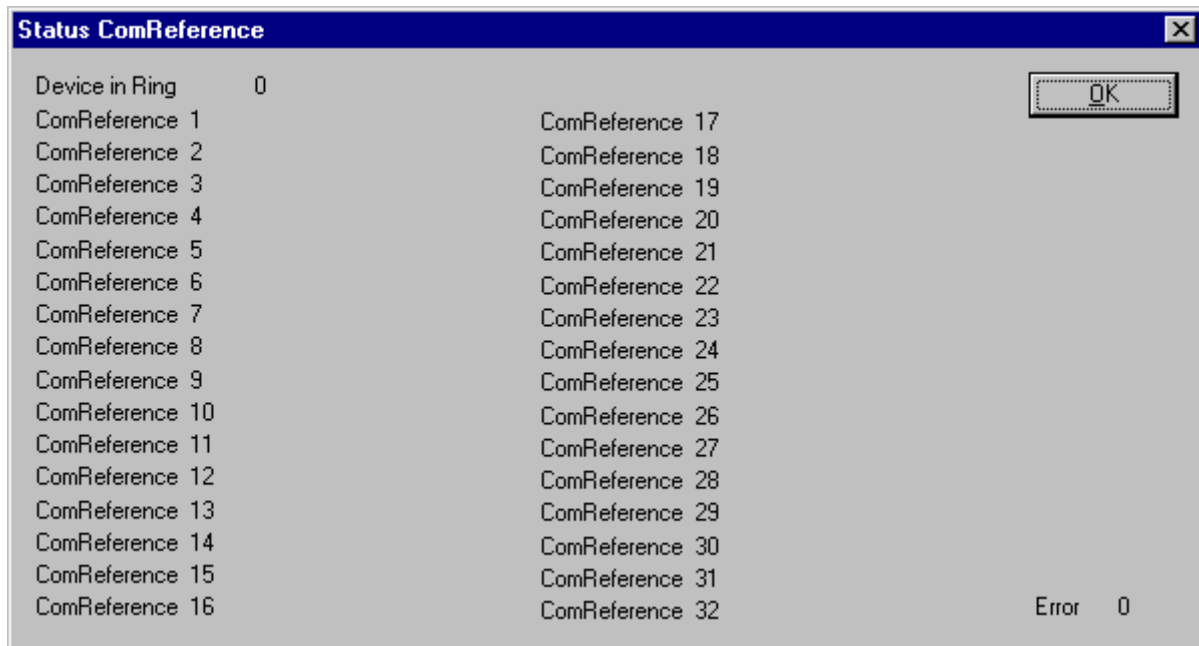 Status ComReference
Device in Ring 0
OK
ComReference 1
ComReference 2
ComReference 3
ComReference 4
ComReference 5
ComReference 6
ComReference 7
ComReference 8
ComReference 9
ComReference 10
ComReference 11
ComReference 12
ComReference 13
ComReference 14
ComReference 15
ComReference 16
ComReference 17
ComReference 18
ComReference 19
ComReference 20
ComReference 21
ComReference 22
ComReference 23
ComReference 24
ComReference 25
ComReference 26
ComReference 27
ComReference 28
ComReference 29
ComReference 30
ComReference 31
ComReference 32
Error 0